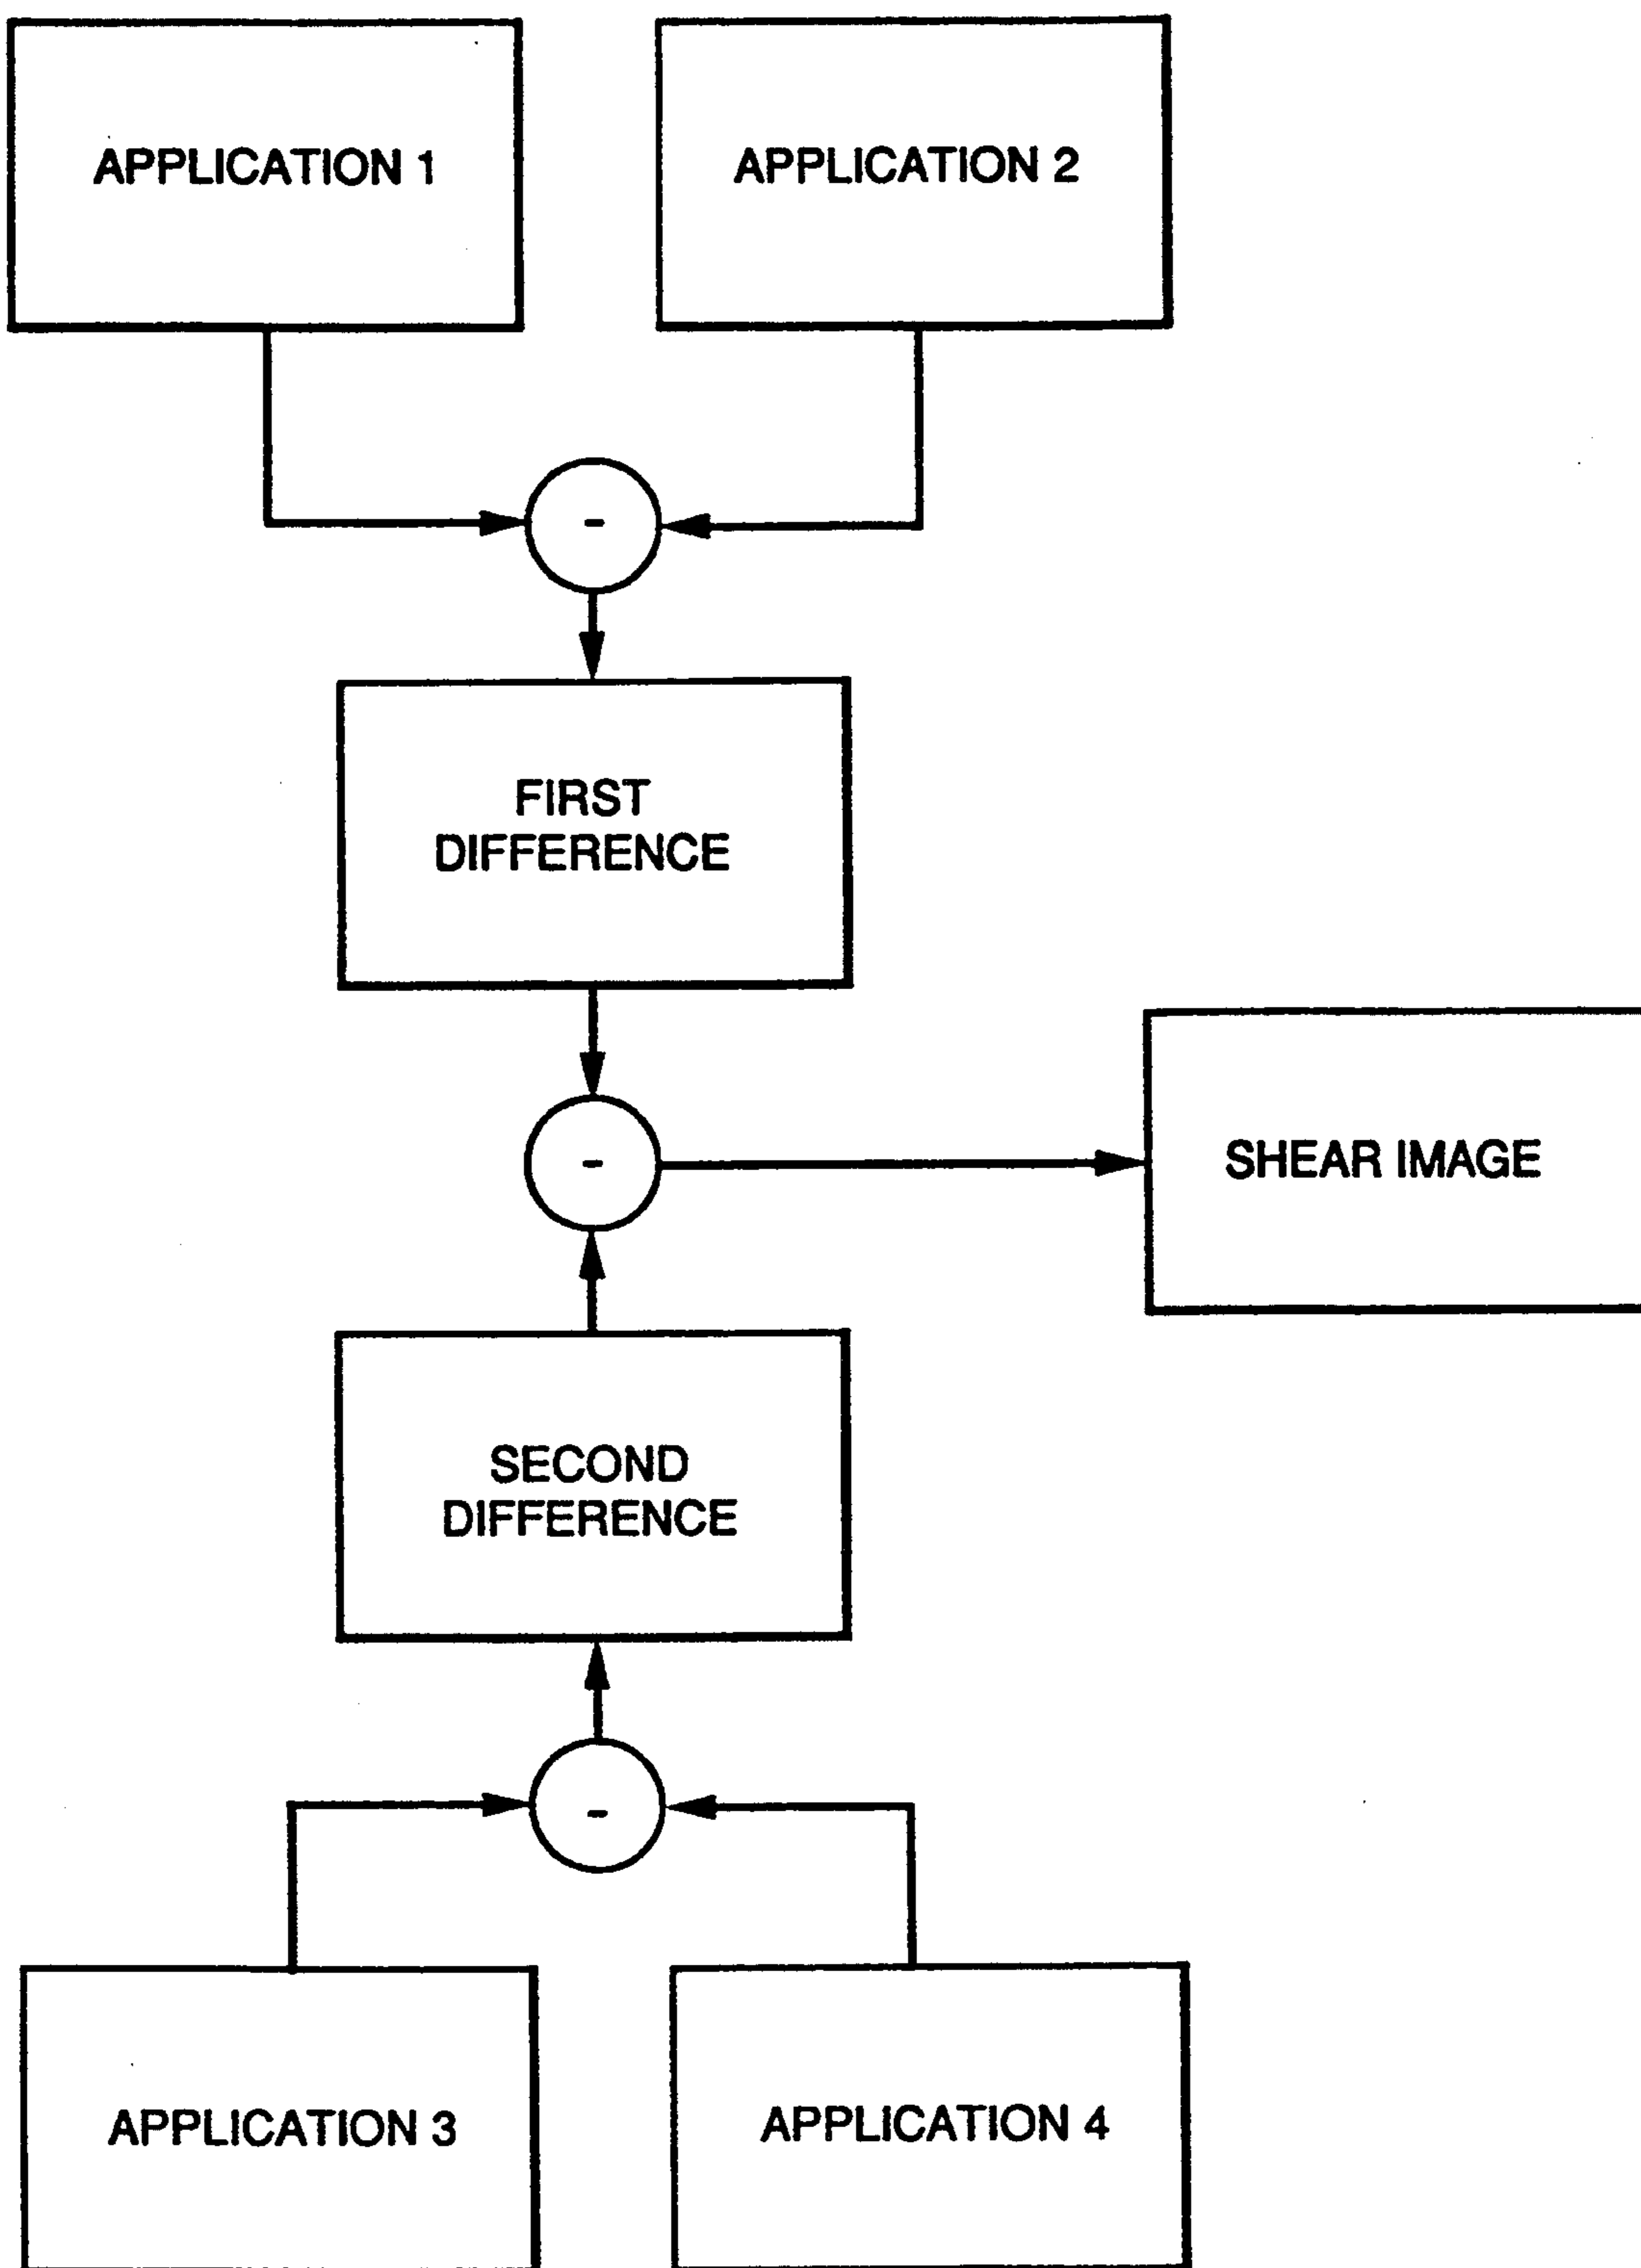 APPLICATION 1
APPLICATION 2
-
FIRST
DIFFERENCE
-
SHEAR IMAGE
SECOND
DIFFERENCE
-
APPLICATION 3
APPLICATION 4